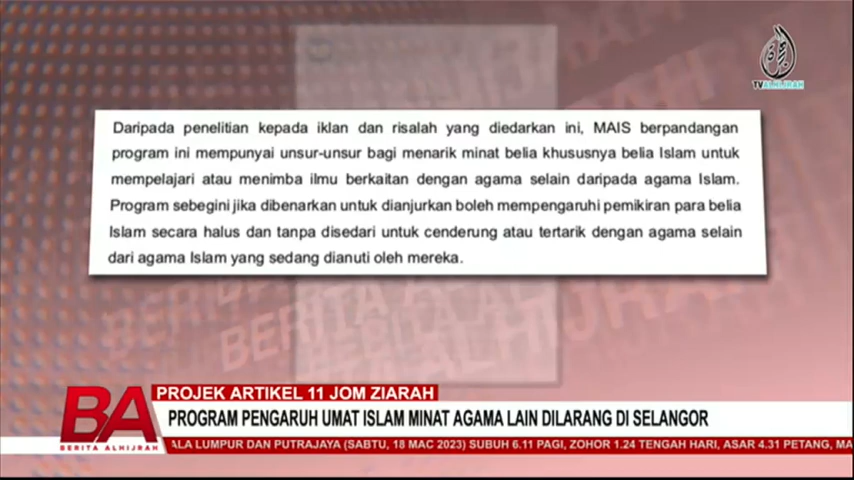 TVALHIJRAH
Daripada penelitian kepada iklan dan risalah yang diedarkan ini, MAIS berpandangan
program ini mempunyai unsur-unsur bagi menarik minat belia khususnya belia Islam untuk
mempelajari atau menimba ilmu berkaitan dengan agama selain daripada agama Islam.
Program sebegini jika dibenarkan untuk dianjurkan boleh mempengaruhi pemikiran para belia
Islam secara halus dan tanpa disedari untuk cenderung atau tertarik dengan agama selain
dari agama Islam yang sedang dianuti oleh mereka.
BERITA ALHIJRAH
BA
BERITA ALHIJRAH
PROJEK ARTIKEL 11 JOM ZIARAH
PROGRAM PENGARUH UMAT ISLAM MINAT AGAMA LAIN DILARANG DI SELANGOR
ALA LUMPUR DAN PUTRAJAYA (SABTU, 18 MAC 2023) SUBUH 6.11 PAGI, ZOHOR 1.24 TENGAH HARI, ASAR 4.31 PETANG, MA